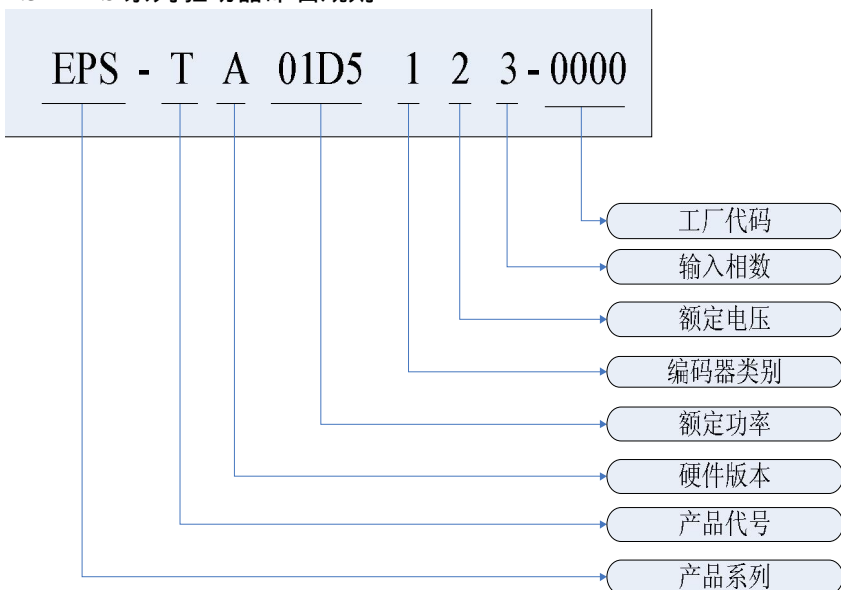 EPS - T A 01D5 1 2 3 - 0000
工厂代码
输入相数
额定电压
编码器类别
额定功率
硬件版本
产品代号
产品系列